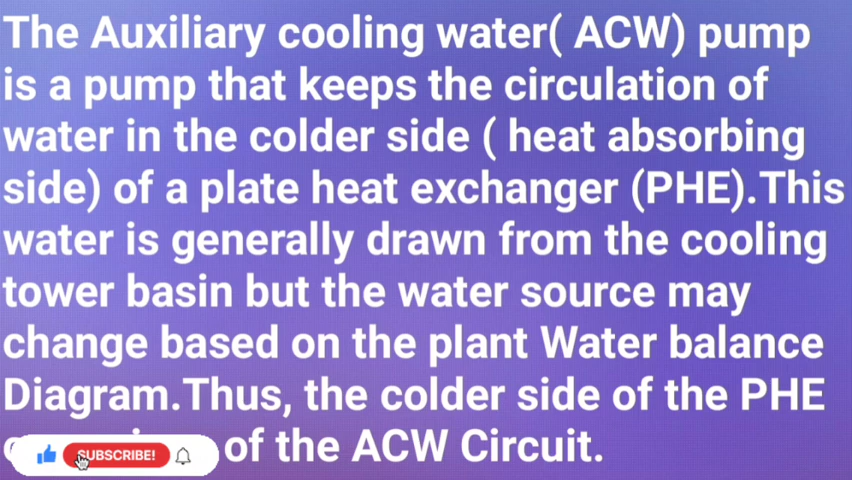 The Auxiliary cooling water( ACW) pump
is a pump that keeps the circulation of
water in the colder side ( heat absorbing
side) of a plate heat exchanger (PHE).This
water is generally drawn from the cooling
tower basin but the water source may
change based on the plant Water balance
Diagram.Thus, the colder side of the PHE
of the ACW Circuit.
SUBSCRIBE!